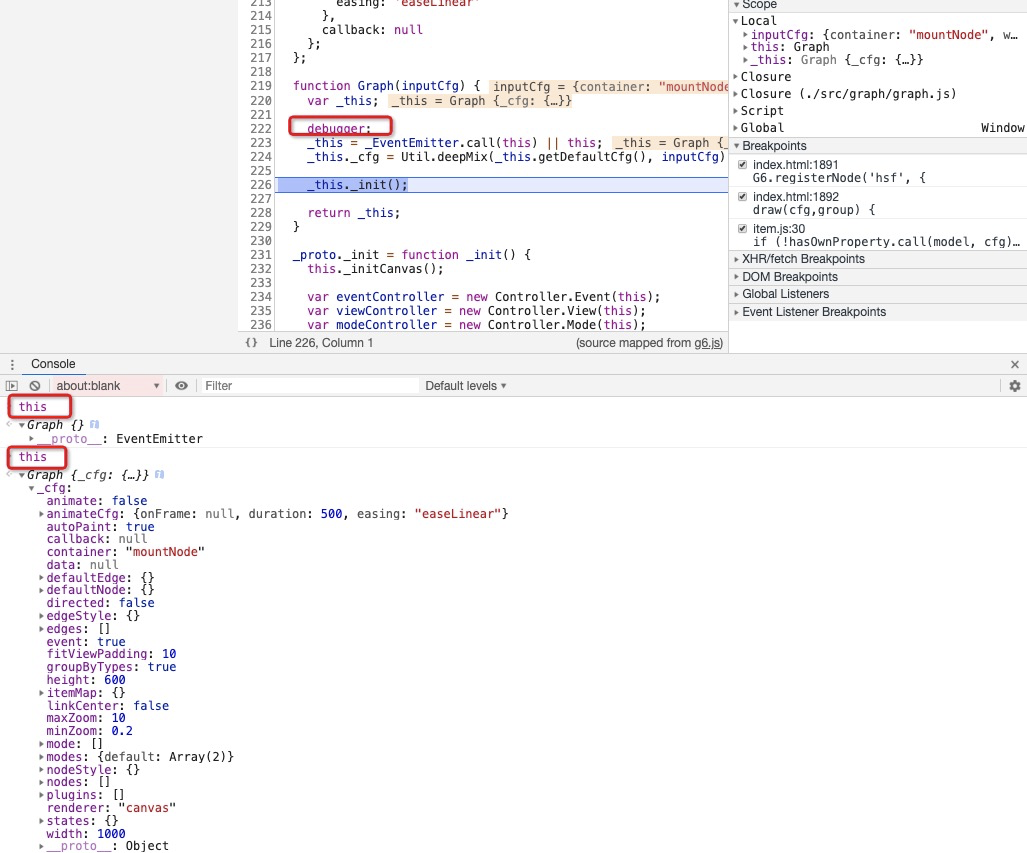 213 easing: "easeLinear"
214 },
215 callback: null
216 };
217 };
218
219 function Graph(inputCfg) { inputCfg = {container: "mountNode
220 var _this; _this = Graph {_cfg: {…}}
221
222 debugger;
223 _this = _EventEmitter.call(this) || this; _this = Graph {_
224 _this._cfg = Util.deepMix(_this.getDefaultCfg(), inputCfg)
225
226 _this._init();
227
228 return _this;
229 }
230
231 _proto._init = function _init() {
232 this._initCanvas();
233
234 var eventController = new Controller.Event(this);
235 var viewController = new Controller.View(this);
236 var modeController = new Controller.Mode(this);
{} Line 226, Column 1 (source mapped from g6.js)
Scope
Local
inputCfg: {container: "mountNode", w…
this: Graph
_this: Graph {_cfg: {…}}
Closure
Closure (./src/graph/graph.js)
Script
Global Window
Breakpoints
index.html:1891
G6.registerNode('hsf', {
index.html:1892
draw(cfg,group) {
item.js:30
if (!hasOwnProperty.call(model, cfg)…
XHR/fetch Breakpoints
DOM Breakpoints
Global Listeners
Event Listener Breakpoints
Console
about:blank Filter Default levels
this
Graph {}
__proto__: EventEmitter
this
Graph {_cfg: {…}}
_cfg:
animate: false
animateCfg: {onFrame: null, duration: 500, easing: "easeLinear"}
autoPaint: true
callback: null
container: "mountNode"
data: null
defaultEdge: {}
defaultNode: {}
directed: false
edgeStyle: {}
edges: []
event: true
fitViewPadding: 10
groupByTypes: true
height: 600
itemMap: {}
linkCenter: false
maxZoom: 10
minZoom: 0.2
mode: []
modes: {default: Array(2)}
nodeStyle: {}
nodes: []
plugins: []
renderer: "canvas"
states: {}
width: 1000
__proto__: Object